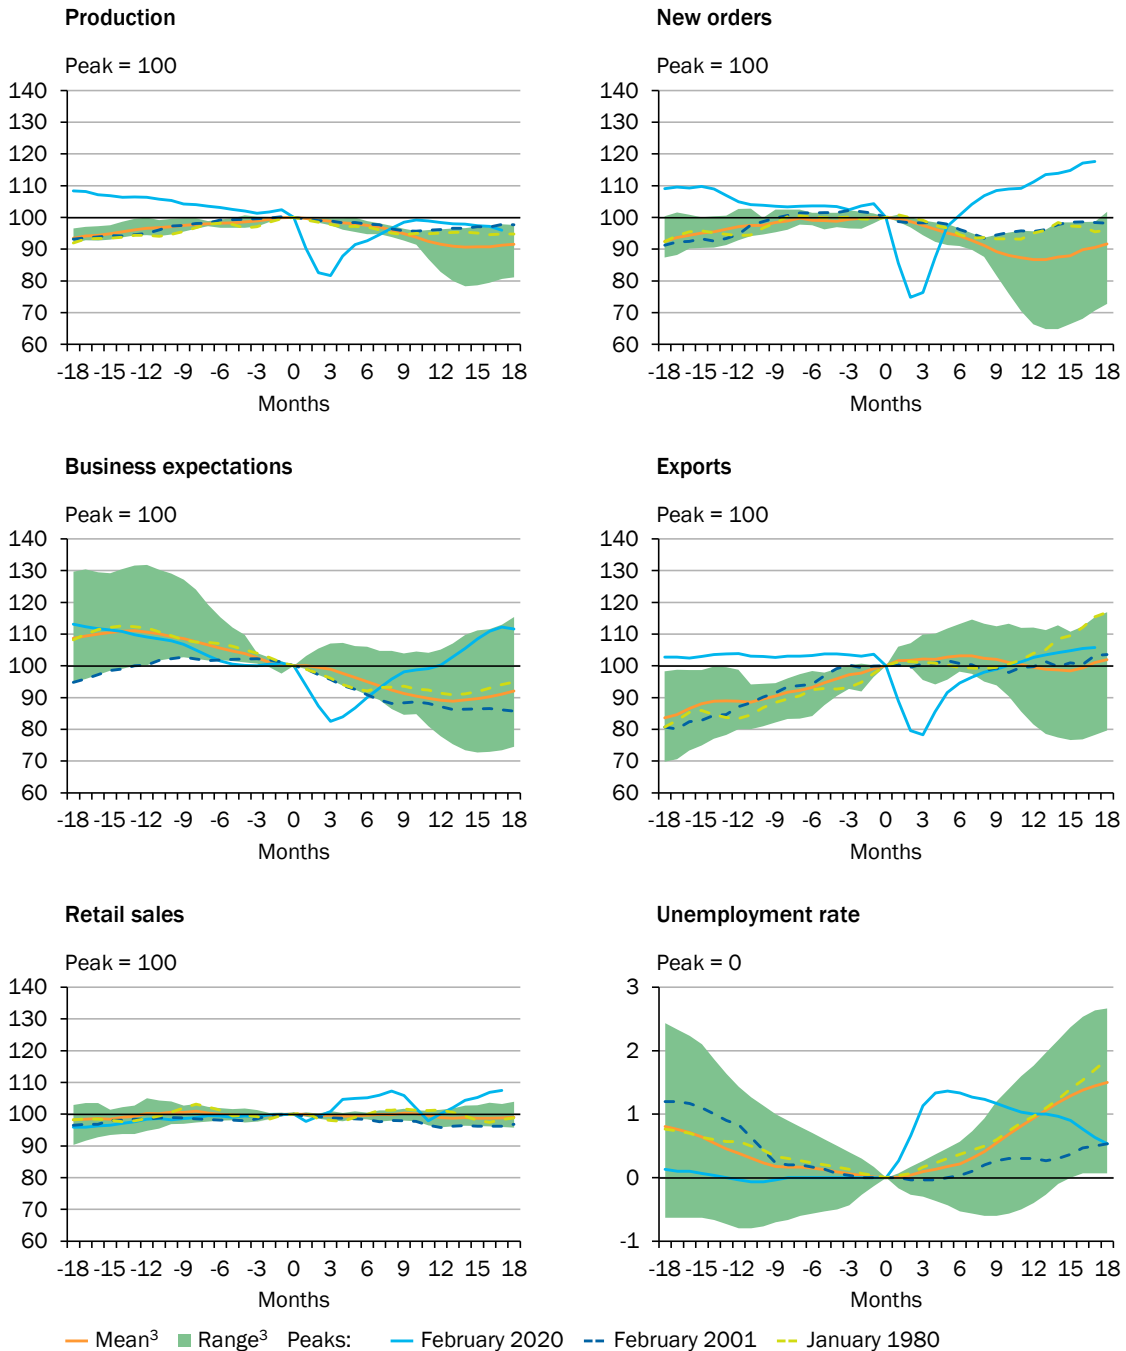 Production
Peak = 100
140
130
120
110
100
90
80
70
60
-18 -15 -12 -9 -6 -3 0 3 6 9 12 15 18
Months
New orders
Peak = 100
140
130
120
110
100
90
80
70
60
-18 -15 -12 -9 -6 -3 0 3 6 9 12 15 18
Months
Business expectations
Peak = 100
140
130
120
110
100
90
80
70
60
-18 -15 -12 -9 -6 -3 0 3 6 9 12 15 18
Months
Exports
Peak = 100
140
130
120
110
100
90
80
70
60
-18 -15 -12 -9 -6 -3 0 3 6 9 12 15 18
Months
Retail sales
Peak = 100
140
130
120
110
100
90
80
70
60
-18 -15 -12 -9 -6 -3 0 3 6 9 12 15 18
Months
Unemployment rate
Peak = 0
3
2
1
0
-1
-18 -15 -12 -9 -6 -3 0 3 6 9 12 15 18
Months
Mean³ Range³ Peaks: February 2020 February 2001 January 1980